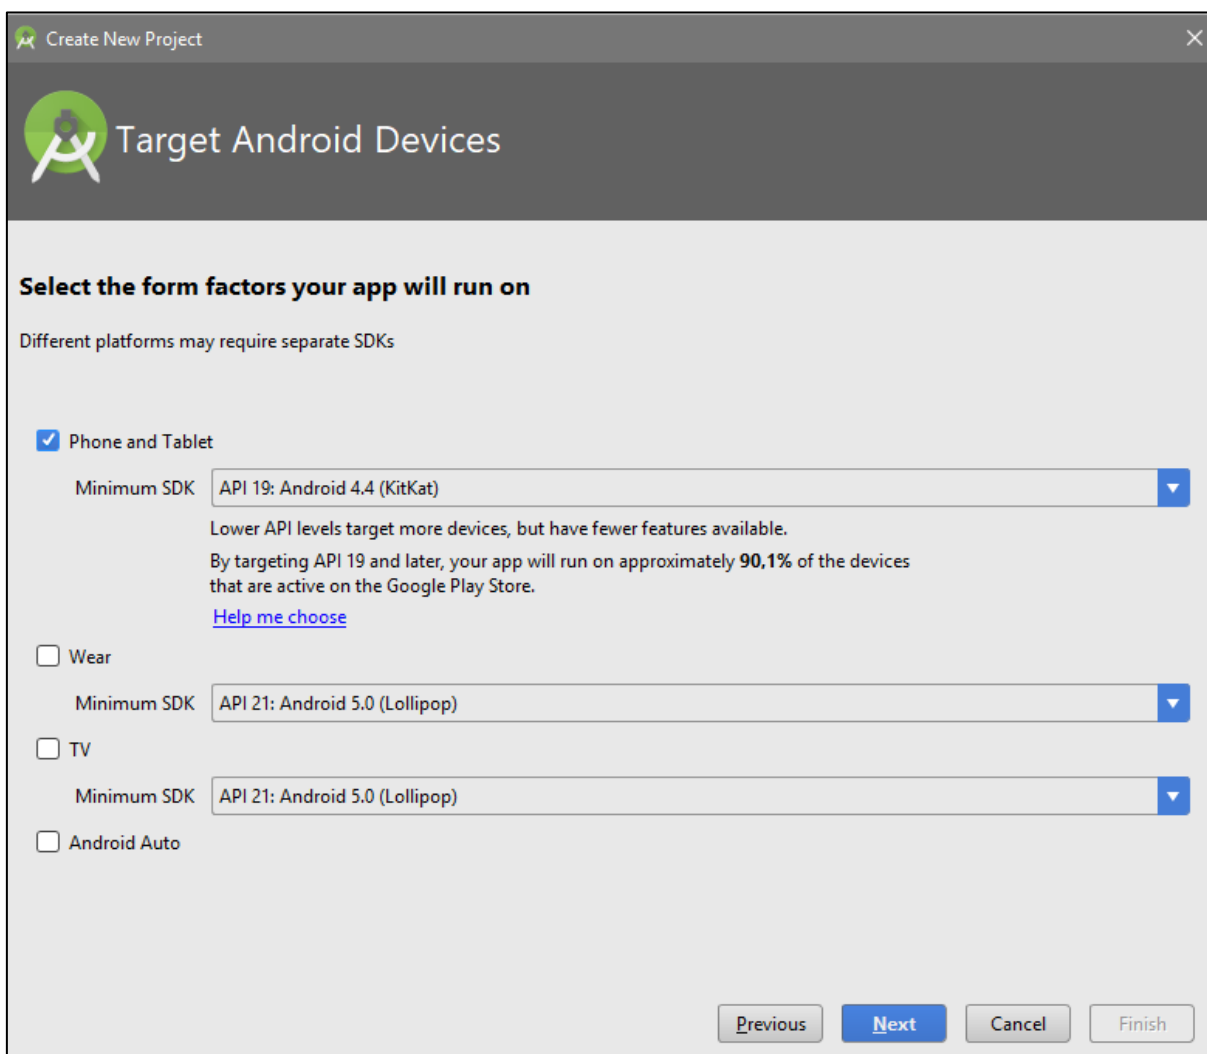 Create New Project
Target Android Devices
Select the form factors your app will run on
Different platforms may require separate SDKs
Phone and Tablet
Minimum SDK API 19: Android 4.4 (KitKat)
Lower API levels target more devices, but have fewer features available.
By targeting API 19 and later, your app will run on approximately 90,1% of the devices
that are active on the Google Play Store.
Help me choose
Wear
Minimum SDK API 21: Android 5.0 (Lollipop)
TV
Minimum SDK API 21: Android 5.0 (Lollipop)
Android Auto
Previous Next Cancel Finish